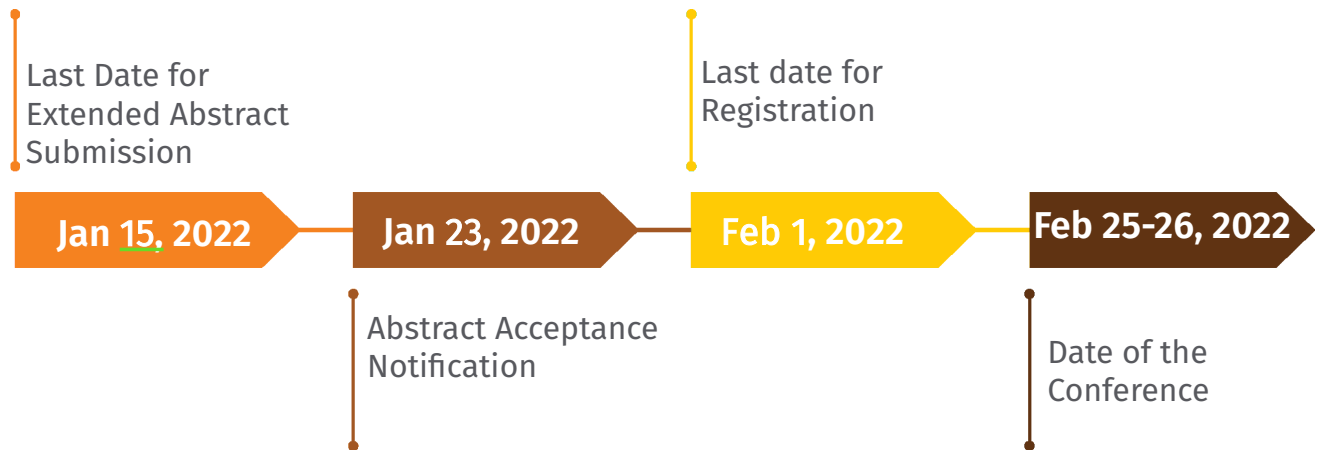 Last Date for
Extended Abstract
Submission
Last date for
Registration
Jan 15, 2022
Jan 23, 2022
Feb 1, 2022
Feb 25-26, 2022
Abstract Acceptance
Notification
Date of the
Conference